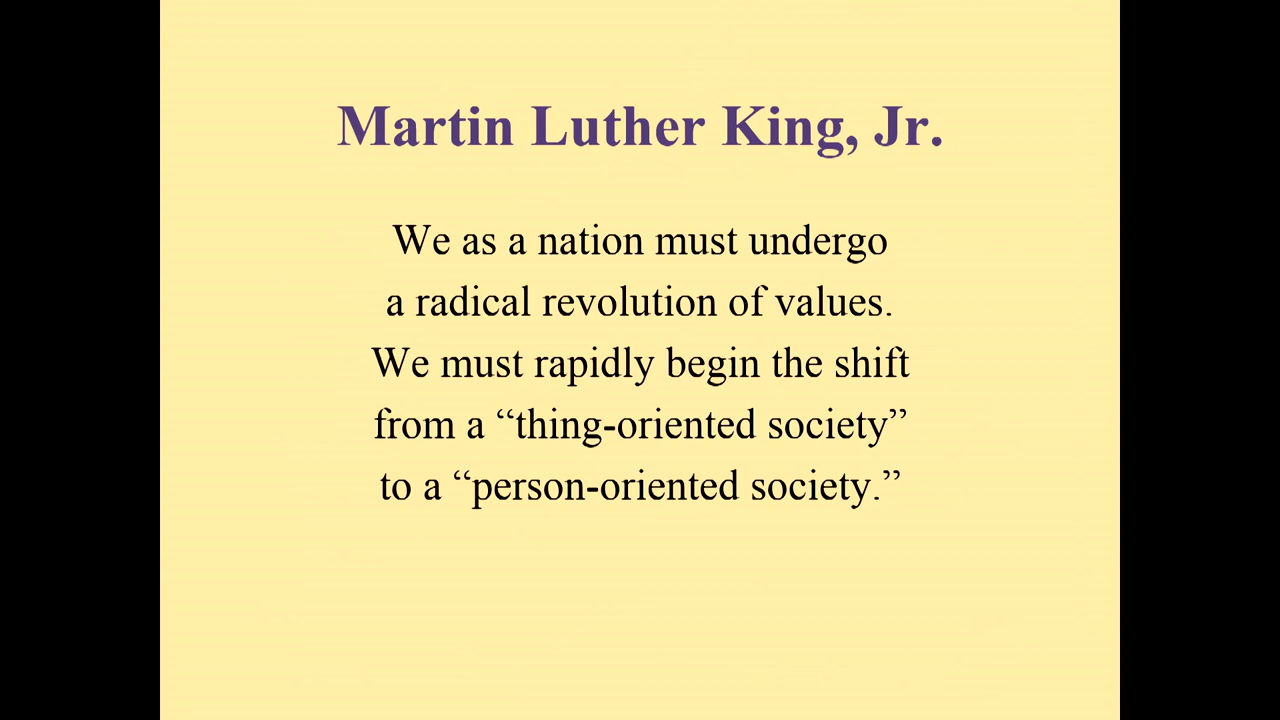 Martin Luther King, Jr.
We as a nation must undergo
a radical revolution of values.
We must rapidly begin the shift
from a “thing-oriented society”
to a “person-oriented society.”